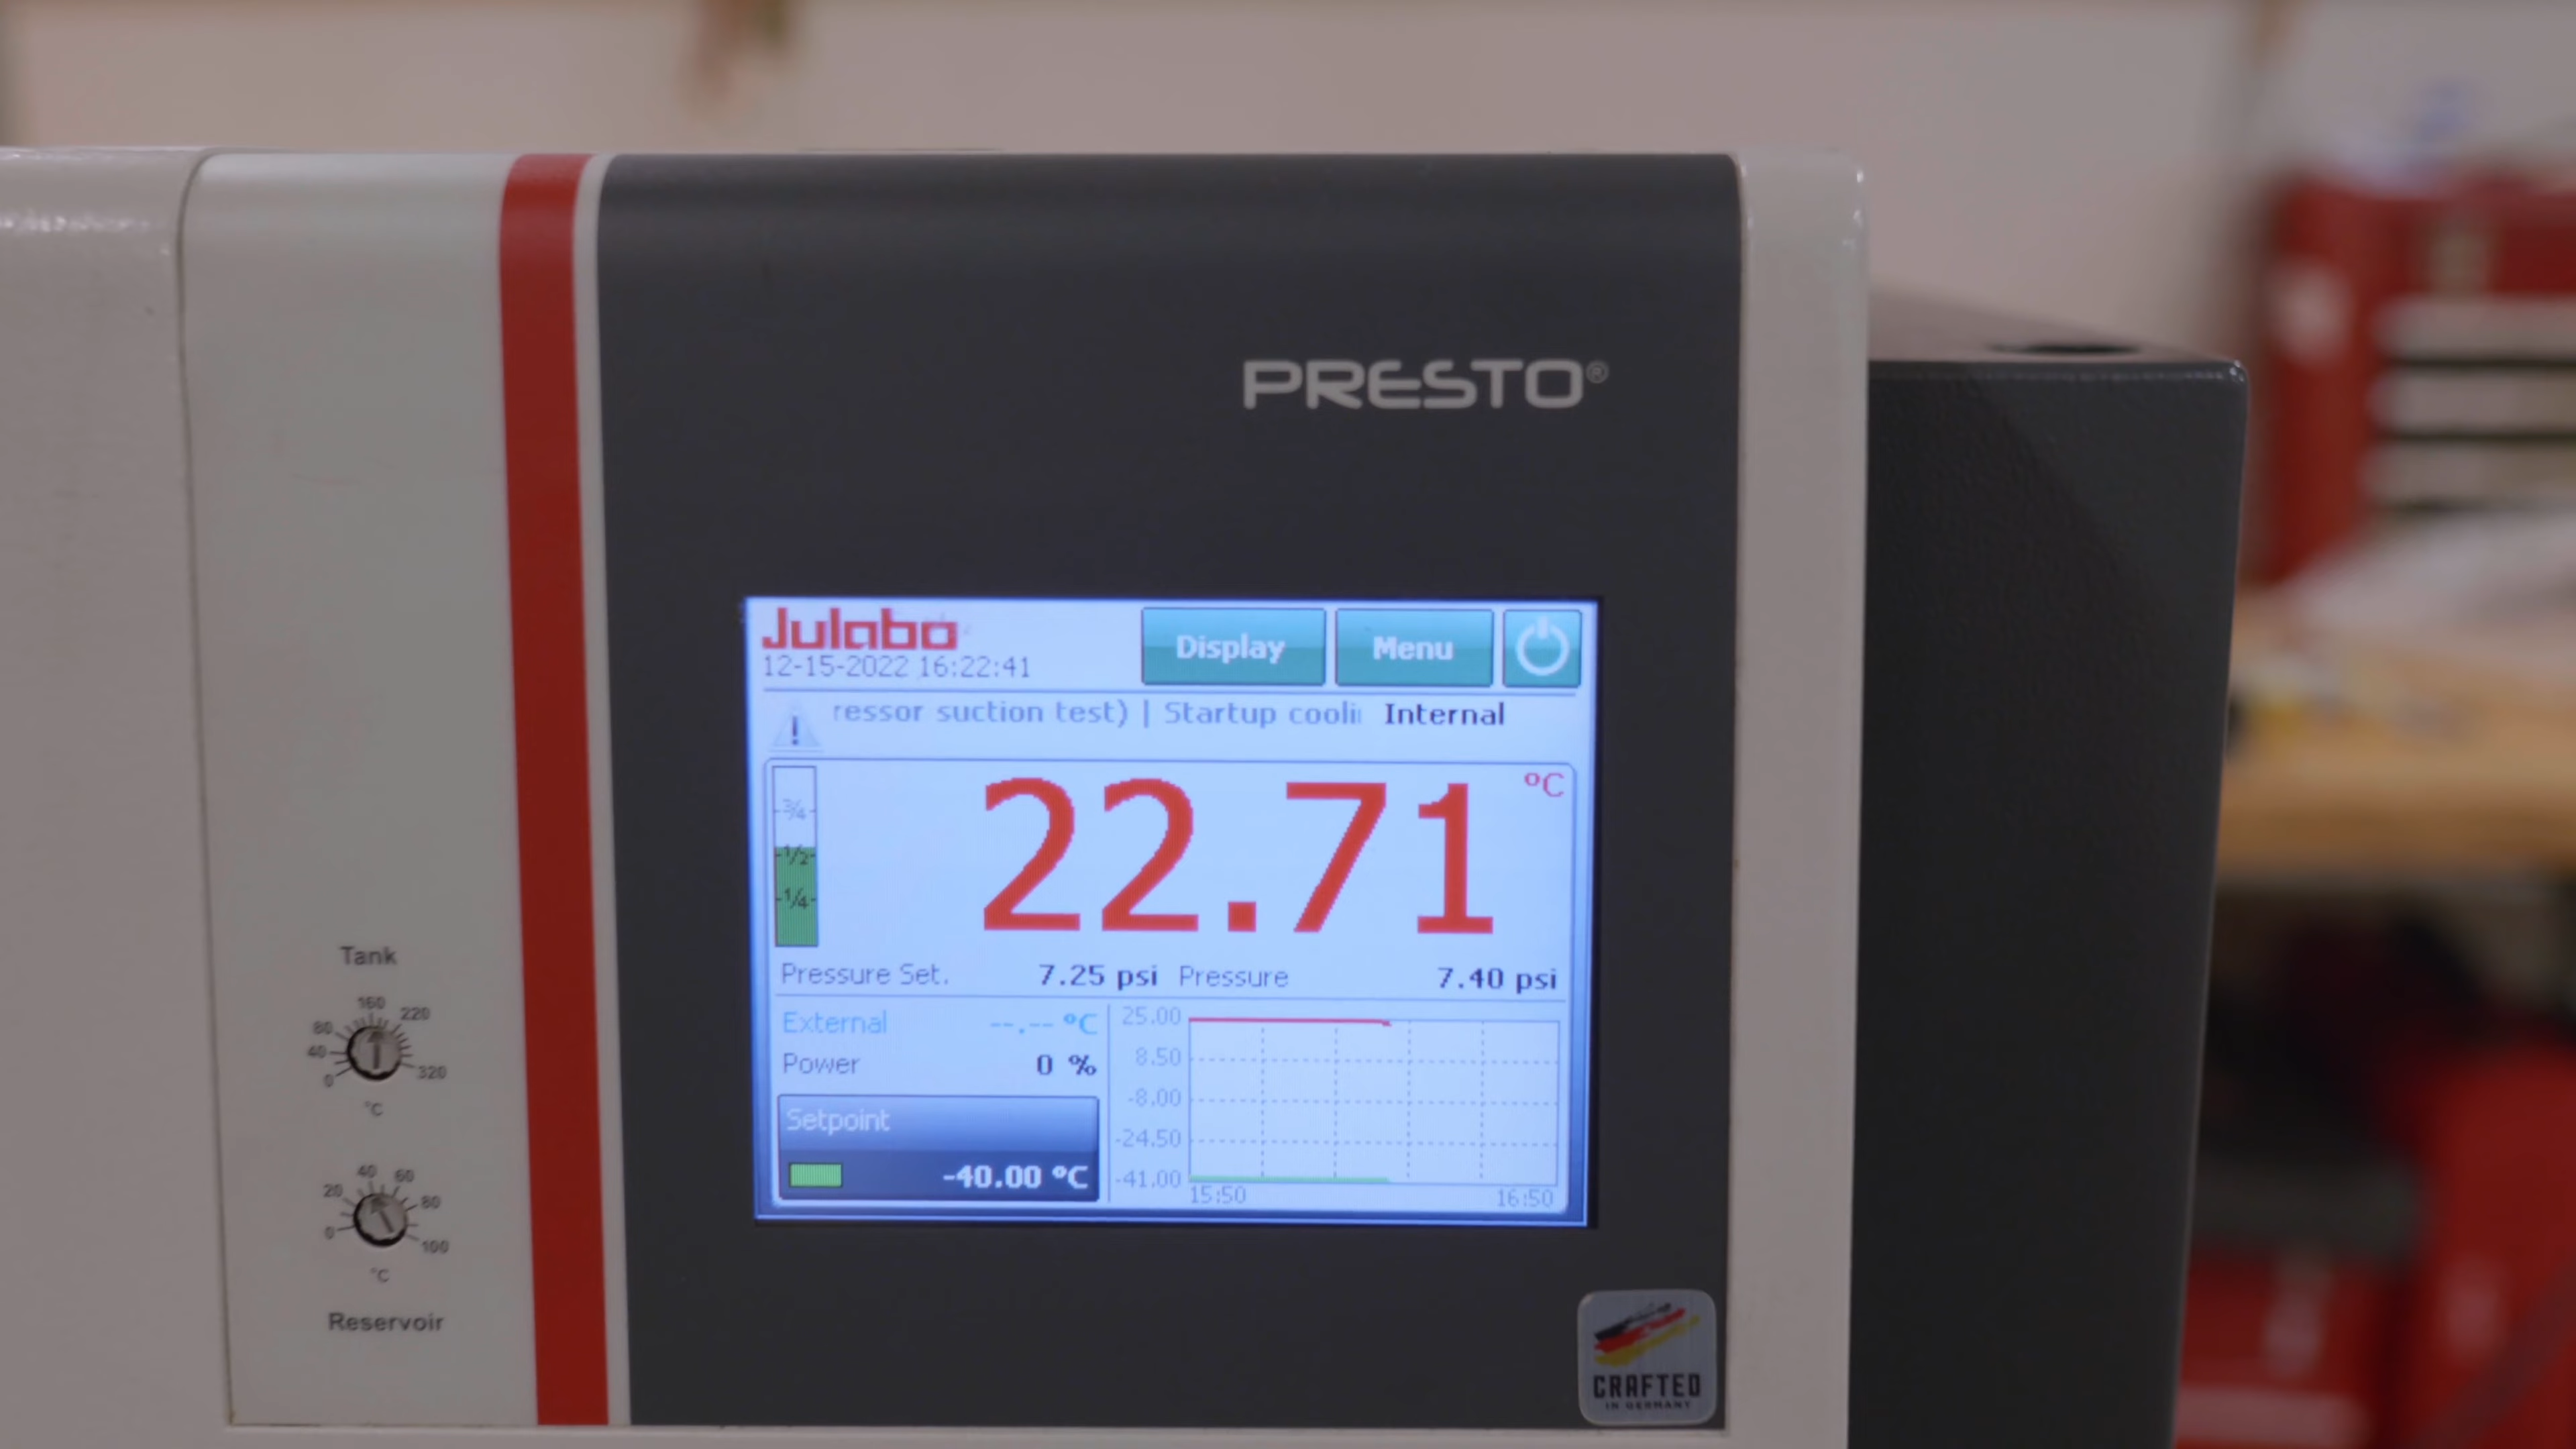 PRESTO®
Julabo
12-15-2022 16:22:41
Display
Menu
ressor suction test) | Startup cooli
Internal
22.71 °C
3/4
1/2
1/4
Pressure Set. 7.25 psi Pressure 7.40 psi
External --.-- °C
Power 0 %
Setpoint
-40.00 °C
25.00
8.50
-8.00
-24.50
-41.00
15:50 16:50
Tank
0 40 80 160 220 320
°C
0 20 40 60 80 100
°C
Reservoir
CRAFTED
IN GERMANY